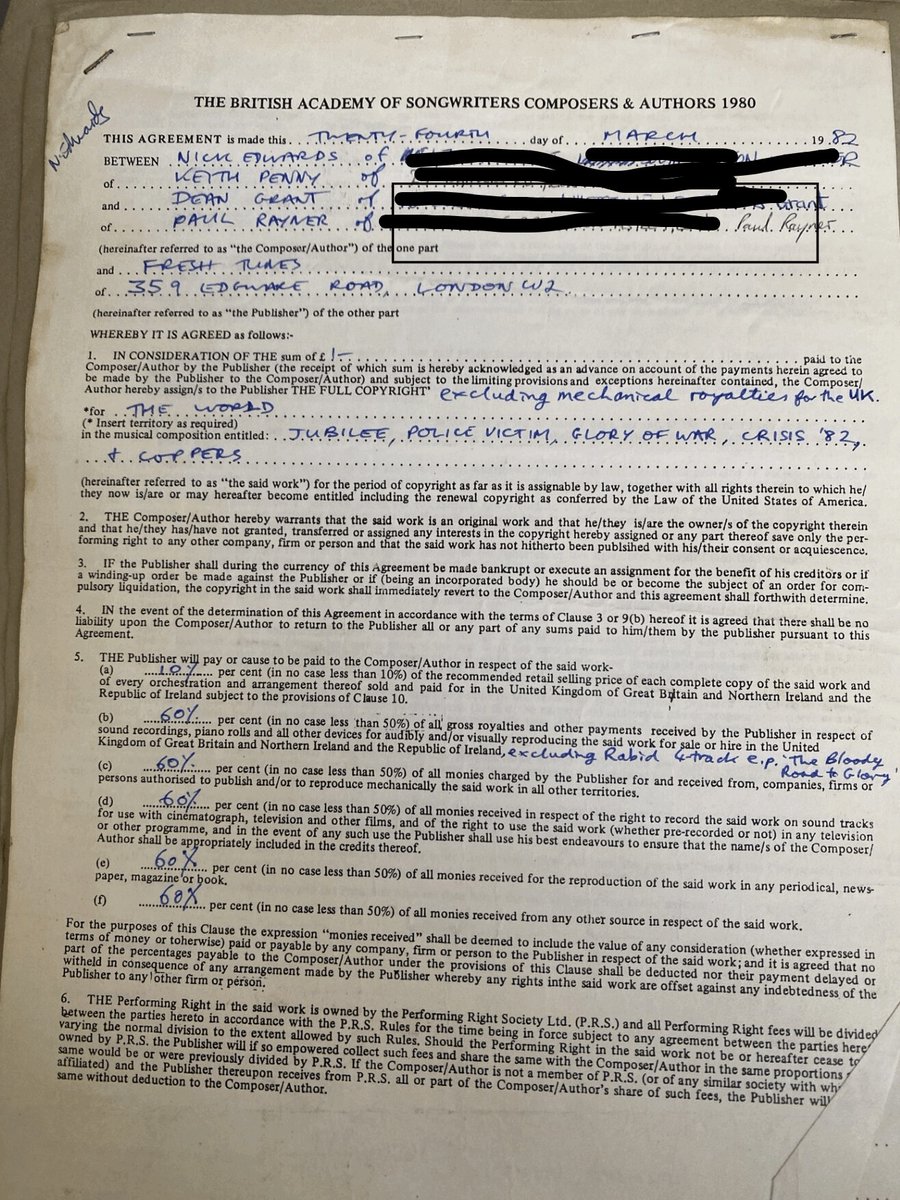 THE BRITISH ACADEMY OF SONGWRITERS COMPOSERS & AUTHORS 1980
N. Edwards
THIS AGREEMENT is made this TWENTY-FOURTH day of MARCH 1982
BETWEEN NICK EDWARDS of
of KEITH PENNY of
and DEAN GRANT of
of PAUL RAYNER of Paul Rayner
(hereinafter referred to as “the Composer/Author”) of the one part
and FRESH TUNES
of 359 EDGWARE ROAD, LONDON W2
(hereinafter referred to as “the Publisher”) of the other part
WHEREBY IT IS AGREED as follows:-
1. IN CONSIDERATION OF THE sum of £ 1- paid to the
Composer/Author by the Publisher (the receipt of which sum is hereby acknowledged as an advance on account of the payments herein agreed to
be made by the Publisher to the Composer/Author) and subject to the limiting provisions and exceptions hereinafter contained, the Composer/
Author hereby assign/s to the Publisher THE FULL COPYRIGHT excluding mechanical royalties for the UK.
*for THE WORLD
(* Insert territory as required)
in the musical composition entitled: JUBILEE, POLICE VICTIM, GLORY OF WAR, CRISIS '82,
+ COPPERS
(hereinafter referred to as “the said work”) for the period of copyright as far as it is assignable by law, together with all rights therein to which he/
they now is/are or may hereafter become entitled including the renewal copyright as conferred by the Law of the United States of America.
2. THE Composer/Author hereby warrants that the said work is an original work and that he/they is/are the owner/s of the copyright therein
and that he/they has/have not granted, transferred or assigned any interests in the copyright hereby assigned or any part thereof save only the per-
forming right to any other company, firm or person and that the said work has not hitherto been publsihed with his/their consent or acquiescence.
3. IF the Publisher shall during the currency of this Agreement be made bankrupt or execute an assignment for the benefit of his creditors or if
a winding-up order be made against the Publisher or if (being an incorporated body) he should be or become the subject of an order for com-
pulsory liquidation, the copyright in the said work shall immediately revert to the Composer/Author and this agreement shall forthwith determine.
4. IN the event of the determination of this Agreement in accordance with the terms of Clause 3 or 9(b) hereof it is agreed that there shall be no
liability upon the Composer/Author to return to the Publisher all or any part of any sums paid to him/them by the publisher pursuant to this
Agreement.
5. THE Publisher will pay or cause to be paid to the Composer/Author in respect of the said work-
(a) 10% per cent (in no case less than 10%) of the recommended retail selling price of each complete copy of the said work and
of every orchestration and arrangement thereof sold and paid for in the United Kingdom of Great Britain and Northern Ireland and the
Republic of Ireland subject to the provisions of Clause 10.
(b) 60% per cent (in no case less than 50%) of all gross royalties and other payments received by the Publisher in respect of
sound recordings, piano rolls and all other devices for audibly and/or visually reproducing the said work for sale or hire in the United
Kingdom of Great Britain and Northern Ireland and the Republic of Ireland, excluding Rabid 4-track e.p. 'The Bloody
Road to Glory'
(c) 60% per cent (in no case less than 50%) of all monies charged by the Publisher for and received from, companies, firms or
persons authorised to publish and/or to reproduce mechanically the said work in all other territories.
(d) 60% per cent (in no case less than 50%) of all monies received in respect of the right to record the said work on sound tracks
for use with cinematograph, television and other films, and of the right to use the said work (whether pre-recorded or not) in any television
or other programme, and in the event of any such use the Publisher shall use his best endeavours to ensure that the name/s of the Composer/
Author shall be appropriately included in the credits thereof.
(e) 60% per cent (in no case less than 50%) of all monies received for the reproduction of the said work in any periodical, news-
paper, magazine or book.
(f) 60% per cent (in no case less than 50%) of all monies received from any other source in respect of the said work.
For the purposes of this Clause the expression “monies received” shall be deemed to include the value of any consideration (whether expressed in
terms of money or toherwise) paid or payable by any company, firm or person to the Publisher in respect of the said work; and it is agreed that no
part of the percentages payable to the Composer/Author under the provisions of this Clause shall be deducted nor their payment delayed or
witheld in consequence of any arrangement made by the Publisher whereby any rights inthe said work are offset against any indebtedness of the
Publisher to any other firm or person.
6. THE Performing Right in the said work is owned by the Performing Right Society Ltd. (P.R.S.) and all Performing Right fees will be divided
between the parties hereto in accordance with the P.R.S. Rules for the time being in force subject to any agreement between the parties
varying the normal division to the extent allowed by such Rules. Should the Performing Right in the said work not be or hereafter cease to
owned by P.R.S. the Publisher will if so empowered collect such fees and share the same with the Composer/Author in the same proportions
same would be or were previously divided by P.R.S. If the Composer/Author is not a member of P.R.S. (or of any similar society with
affiliated) and the Publisher thereupon receives from P.R.S. all or part of the Composer/Author's share of such fees, the Publisher will
same without deduction to the Composer/Author.